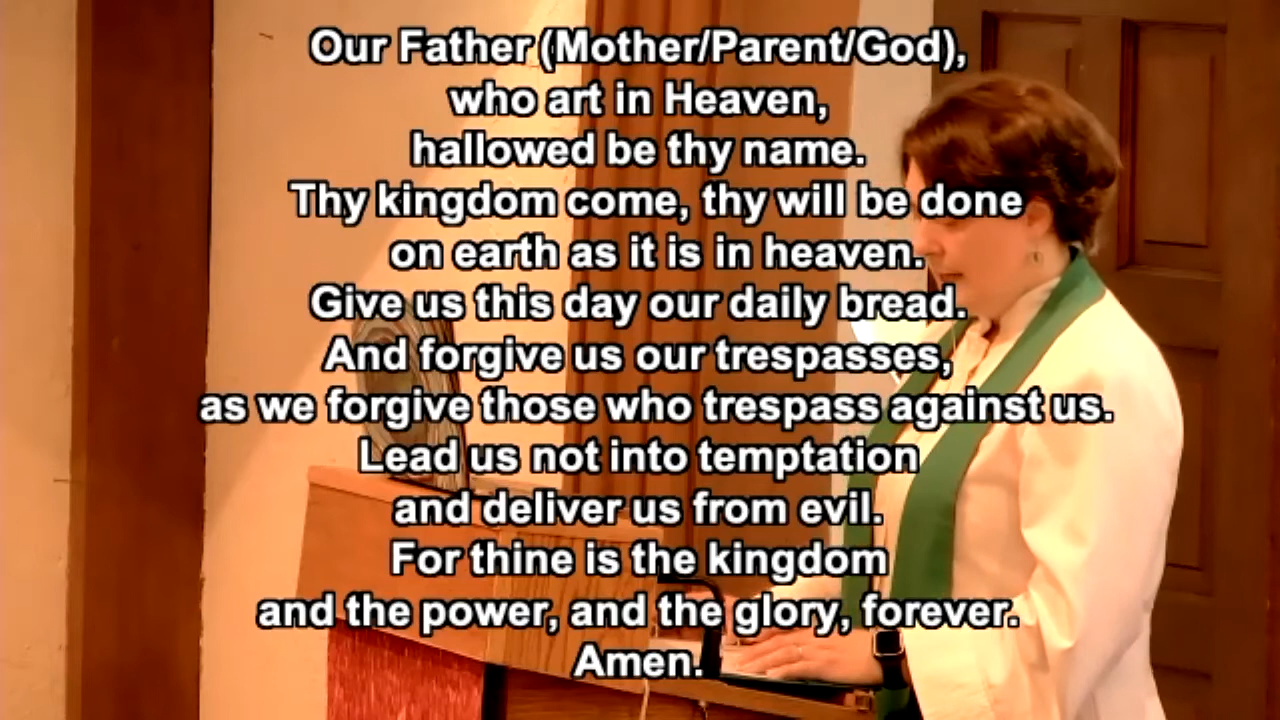 Our Father (Mother/Parent/God),
who art in Heaven,
hallowed be thy name.
Thy kingdom come, thy will be done
on earth as it is in heaven.
Give us this day our daily bread.
And forgive us our trespasses,
as we forgive those who trespass against us.
Lead us not into temptation
and deliver us from evil.
For thine is the kingdom
and the power, and the glory, forever.
Amen.